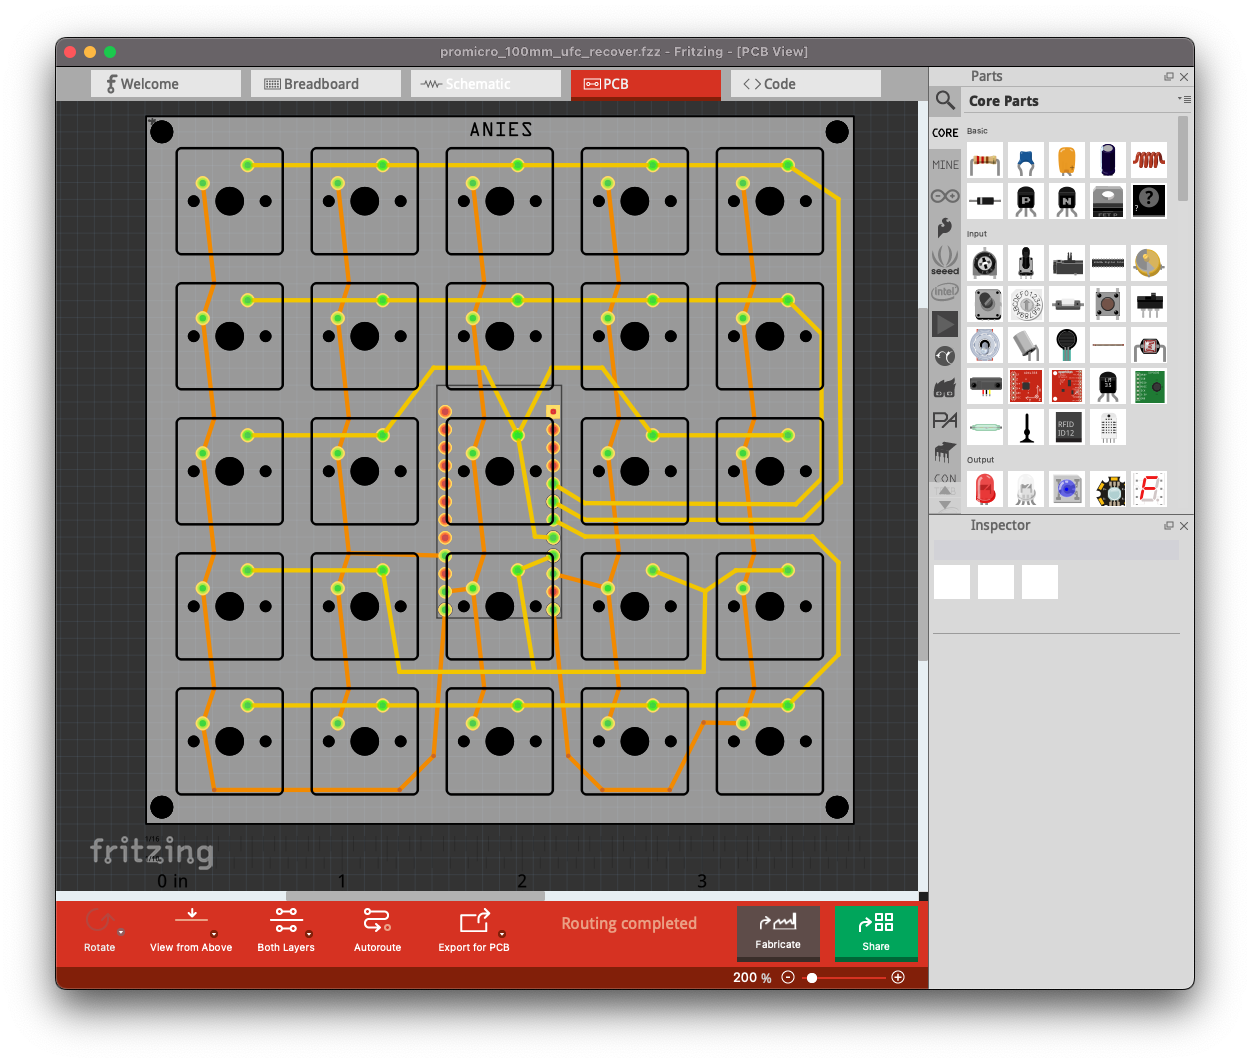 promicro_100mm_ufc_recover.fzz - Fritzing - [PCB View]
Welcome
Breadboard
Schematic
PCB
Code
Parts
Core Parts
CORE
MINE
seeed
intel
PA
CON
Basic
P
N
?
?
Input
RFID
ID12
Output
Inspector
ANIES
fritzing
0 in
1
2
3
Rotate
View from Above
Both Layers
Autoroute
Export for PCB
Routing completed
Fabricate
Share
200 %